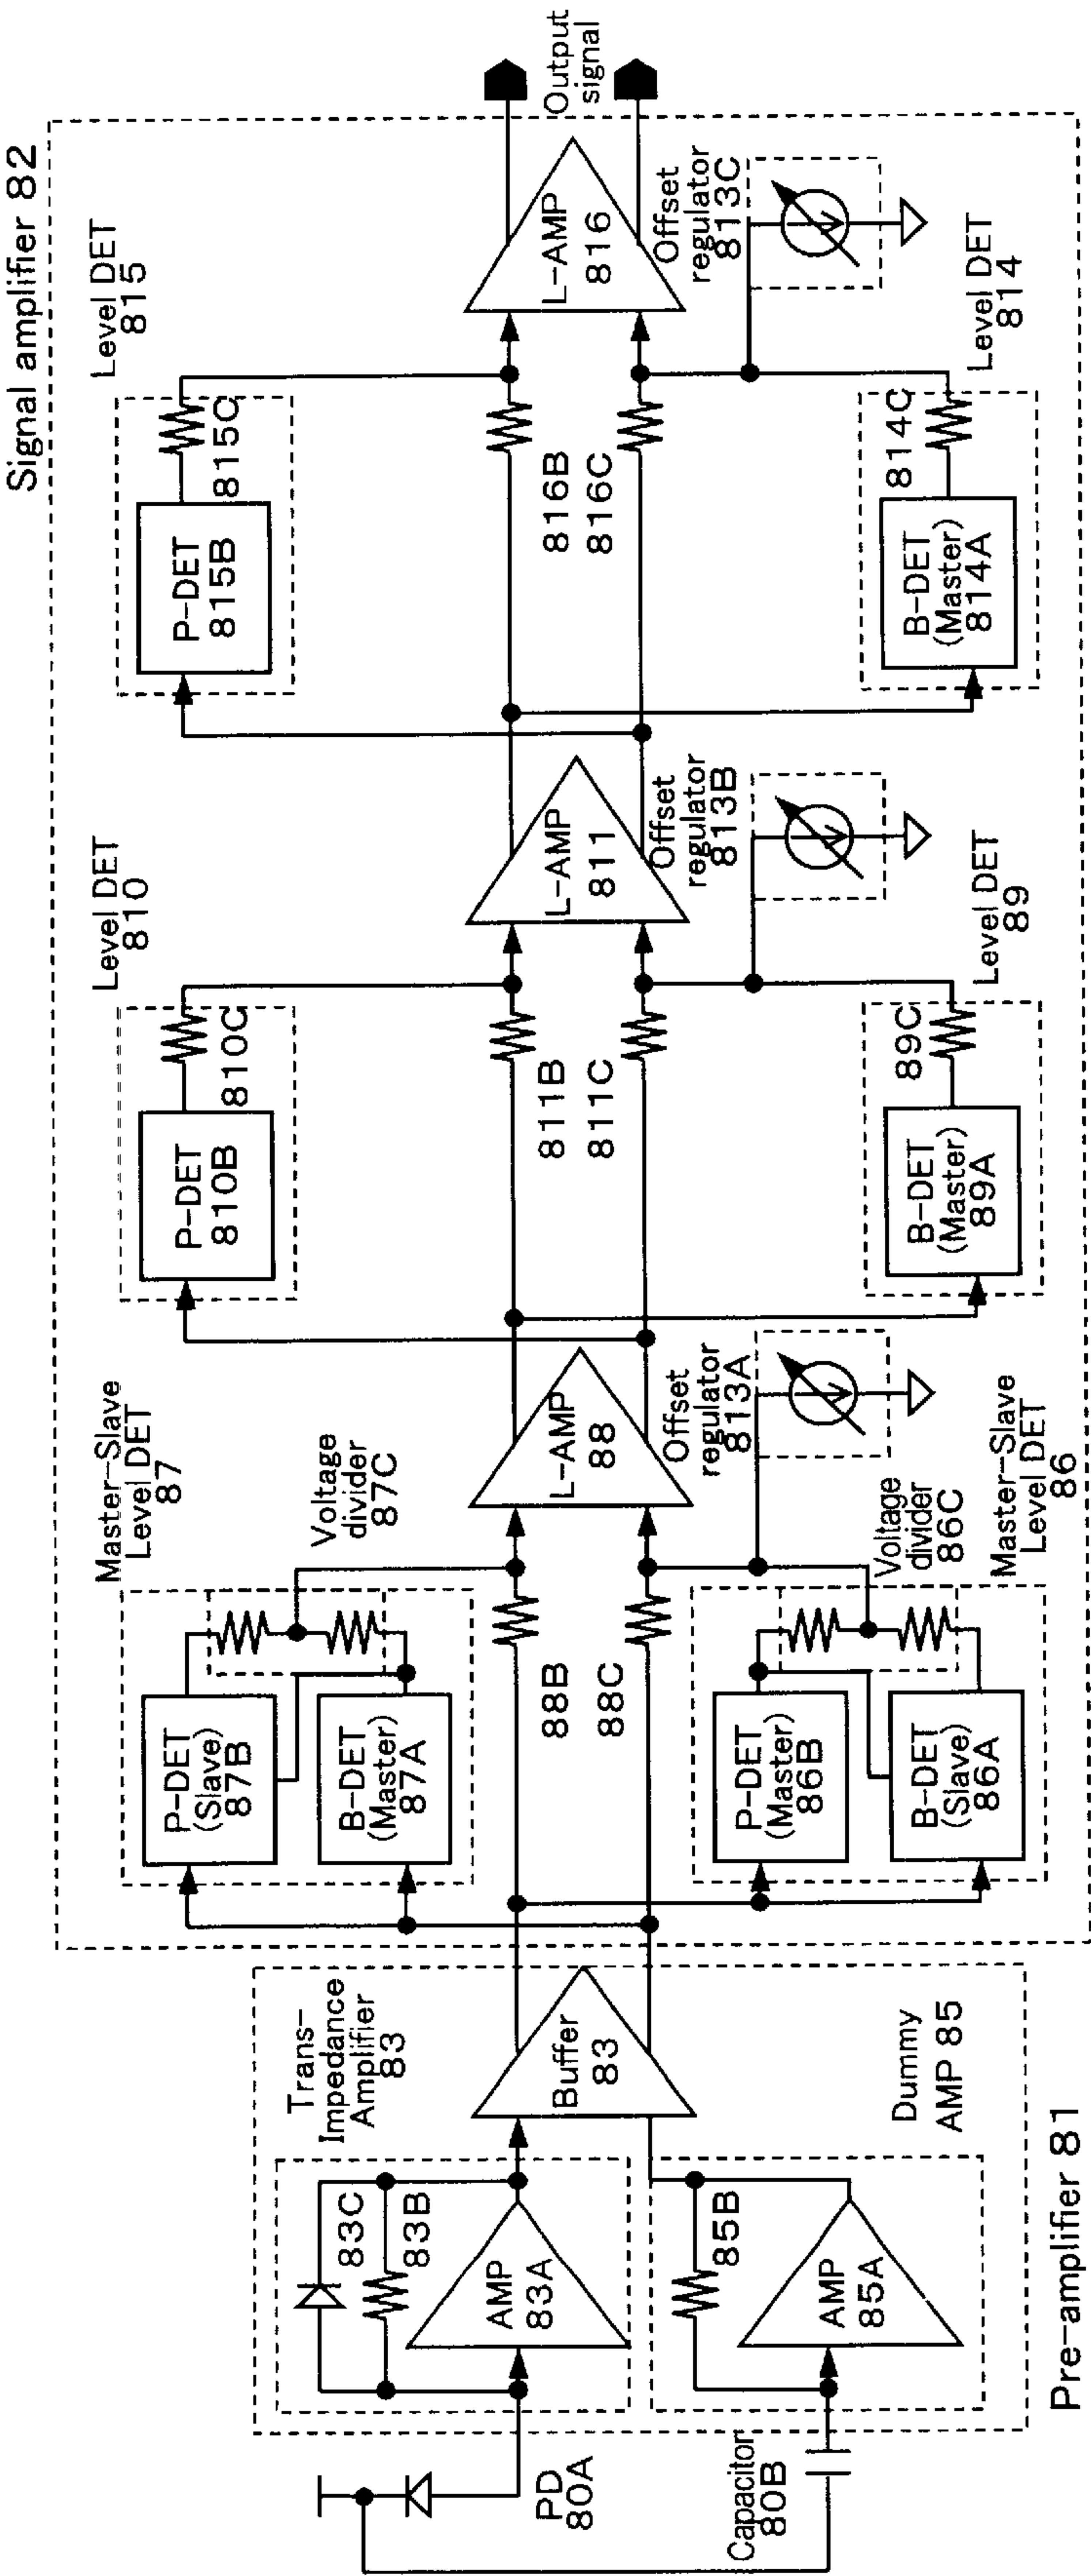 Signal amplifier 82
Master-Slave
Level DET
87
P-DET
(Slave)
87B
B-DET
(Master)
87A
Voltage
divider
87C
Level DET
810
P-DET
810B
810C
Level DET
815
P-DET
815B
815C
Trans-
Impedance
Amplifier
83
83C
83B
AMP
83A
PD
80A
Buffer
83
88B
88C
L-AMP
88
811B
811C
L-AMP
811
816B
816C
L-AMP
816
Output
signal
Offset
regulator
813A
Offset
regulator
813B
Offset
regulator
813C
Capacitor
80B
85B
AMP
85A
Dummy
AMP 85
P-DET
(Master)
86B
B-DET
(Slave)
86A
Voltage
divider
86C
Master-Slave
Level DET
86
B-DET
(Master)
89A
89C
Level DET
89
B-DET
(Master)
814A
814C
Level DET
814
Pre-amplifier 81